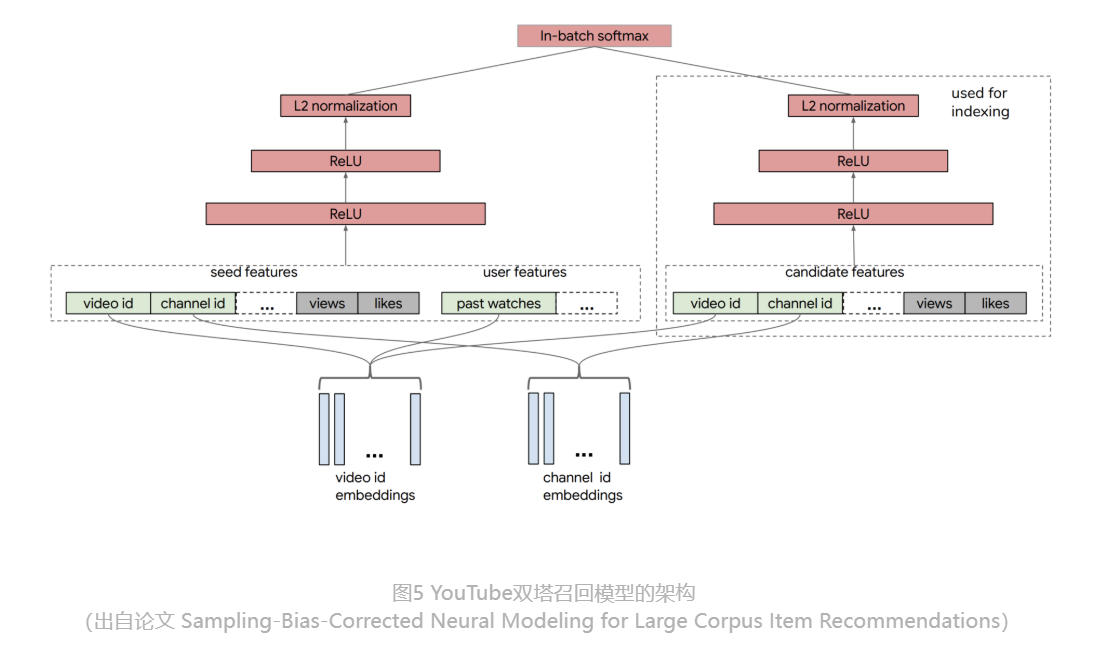 In-batch softmax
L2 normalization
L2 normalization
used for
indexing
ReLU
ReLU
ReLU
ReLU
seed features
user features
candidate features
video id
channel id
...
views
likes
past watches
...
video id
channel id
...
views
likes
...
...
video id
embeddings
channel id
embeddings
图5 YouTube双塔召回模型的架构
(出自论文 Sampling-Bias-Corrected Neural Modeling for Large Corpus Item Recommendations)